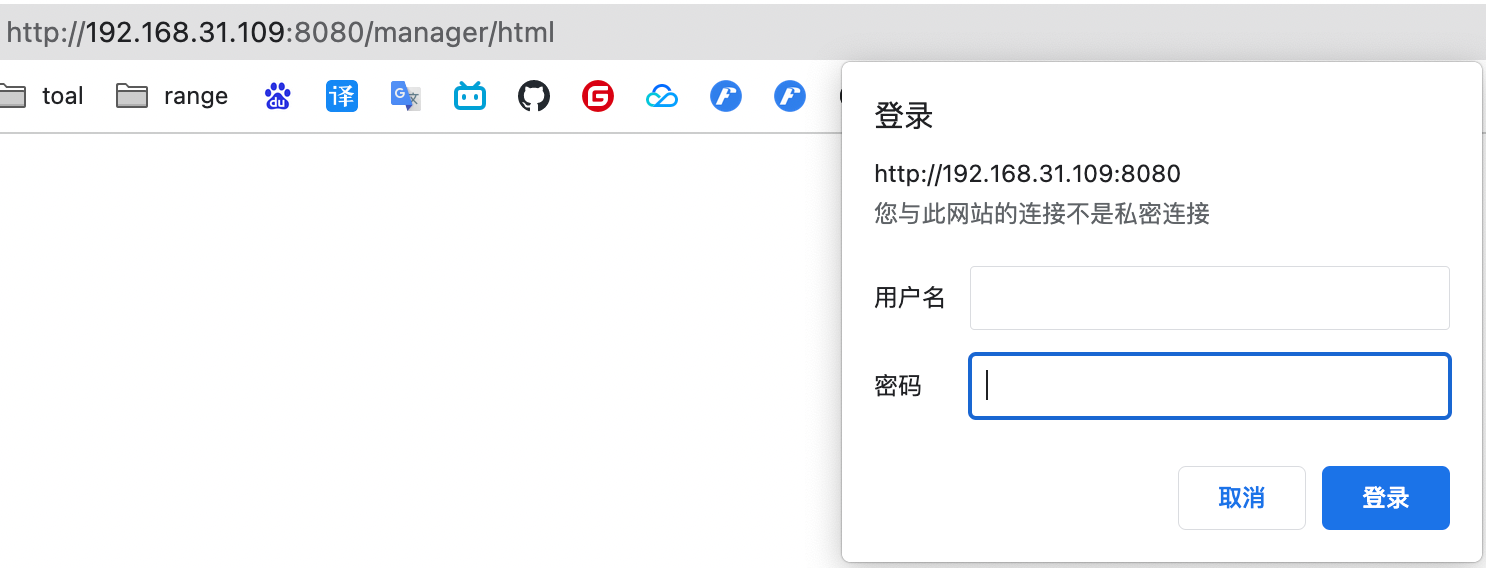 http://192.168.31.109:8080/manager/html
toal range du 译 G 文 G
登录
http://192.168.31.109:8080
您与此网站的连接不是私密连接
用户名
密码
取消 登录